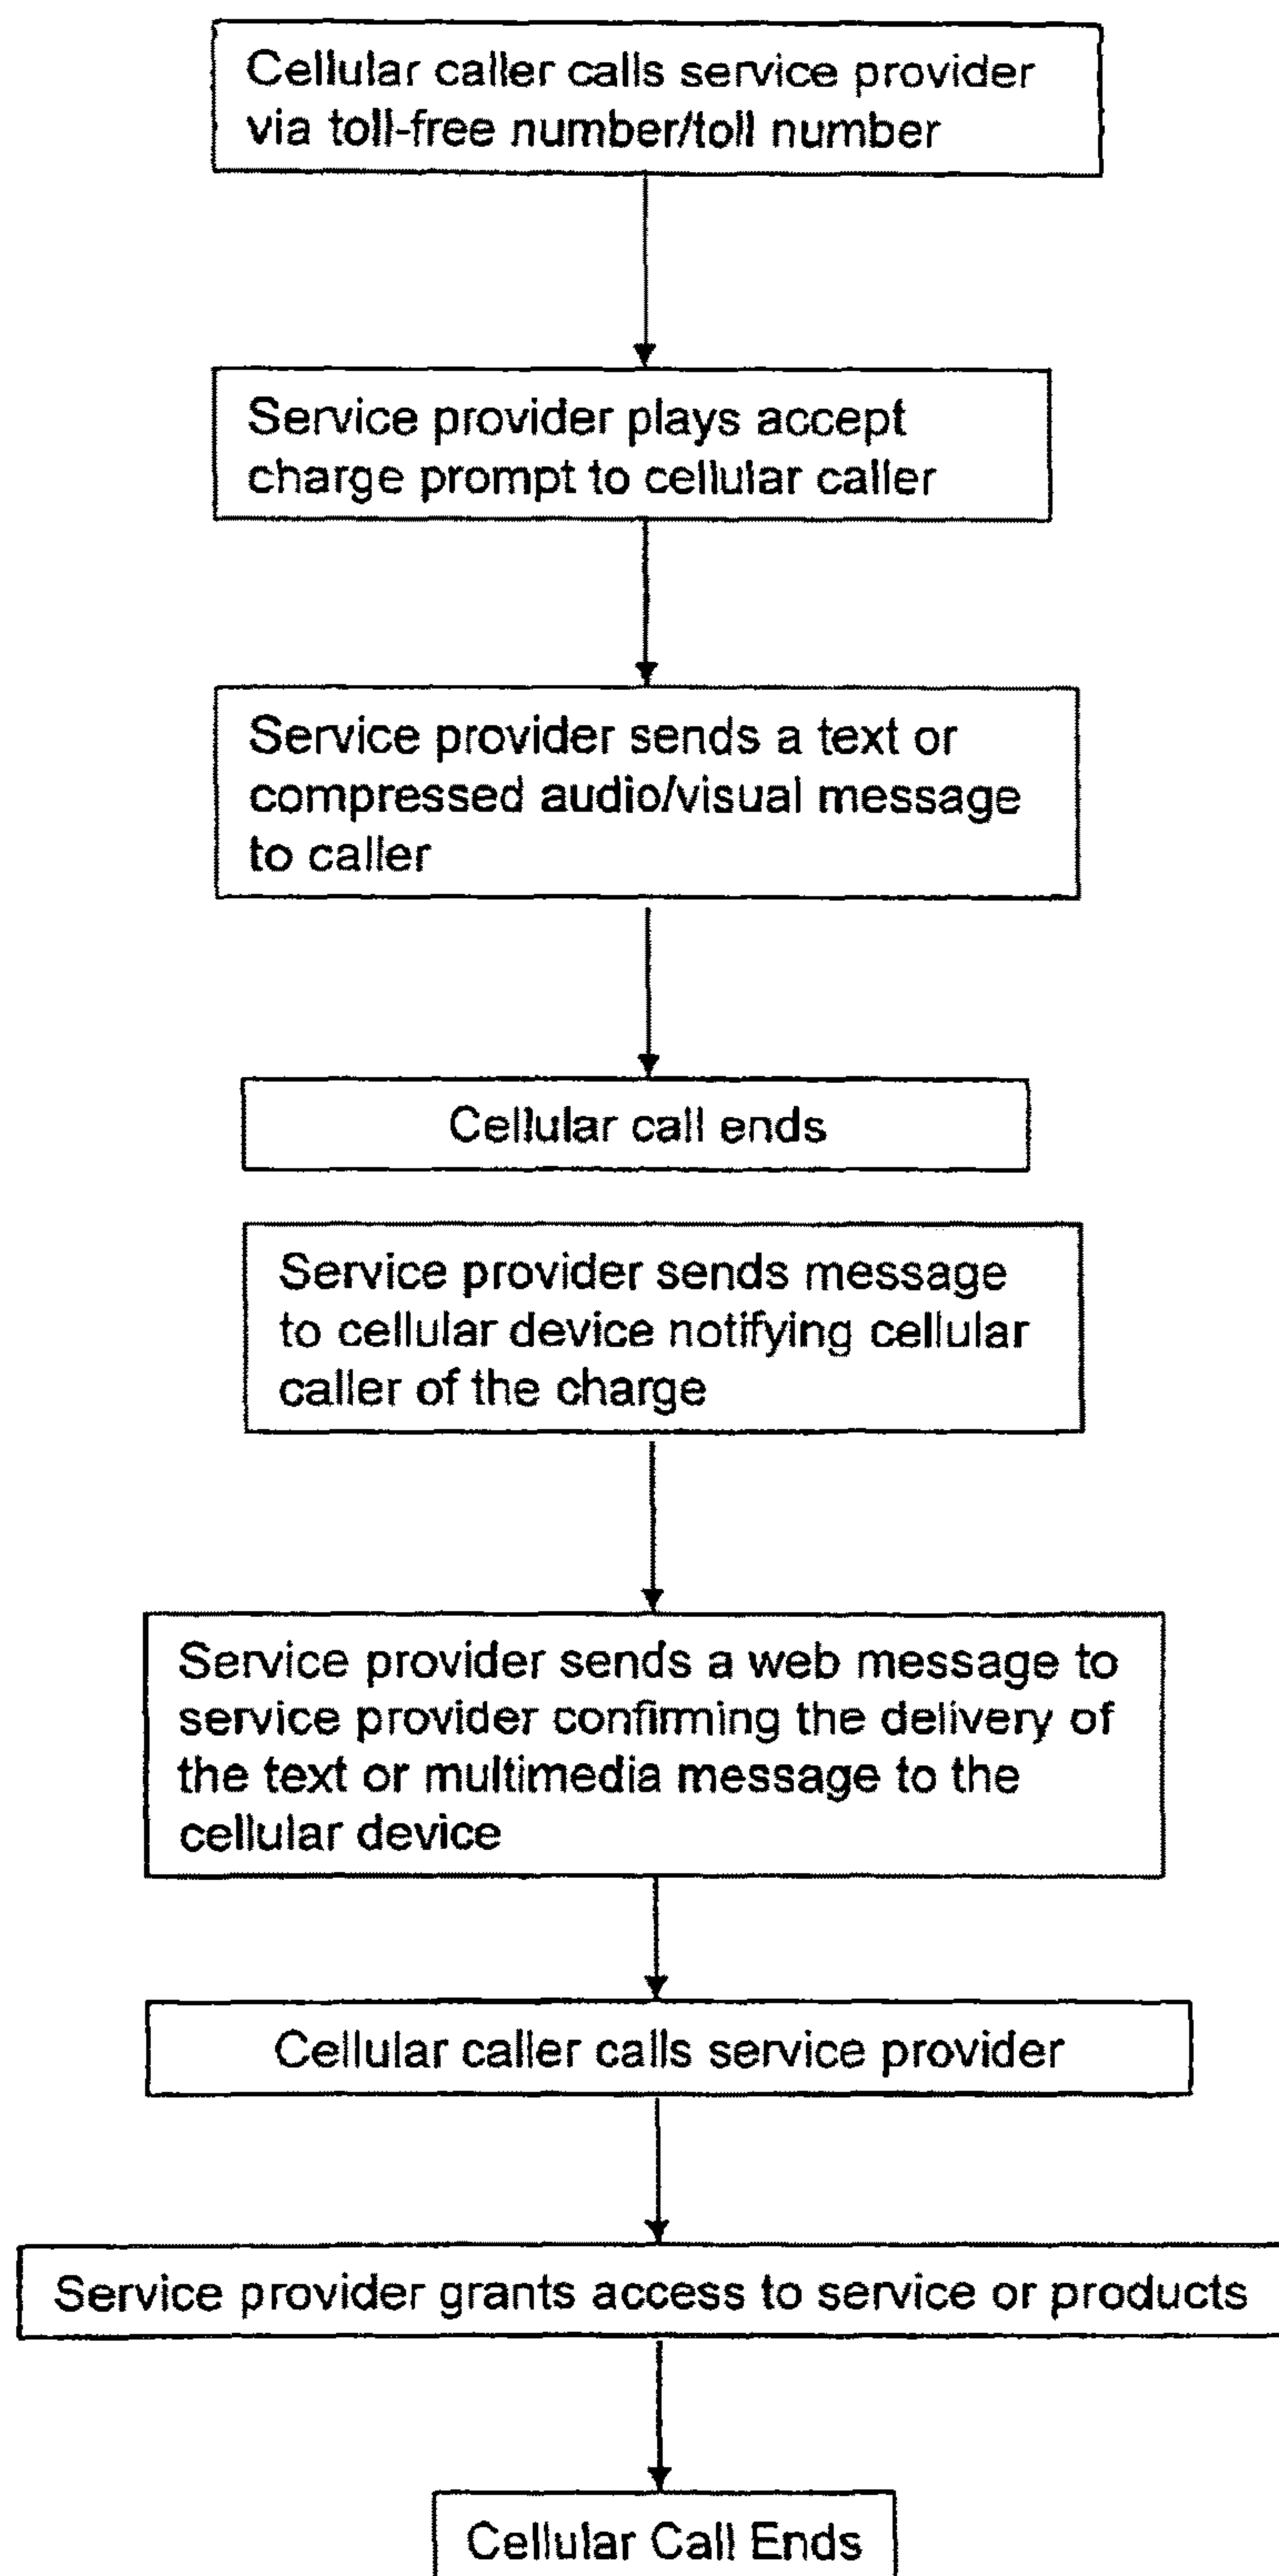 Cellular caller calls service provider
via toll-free number/toll number
Service provider plays accept
charge prompt to cellular caller
Service provider sends a text or
compressed audio/visual message
to caller
Cellular call ends
Service provider sends message
to cellular device notifying cellular
caller of the charge
Service provider sends a web message to
service provider confirming the delivery of
the text or multimedia message to the
cellular device
Cellular caller calls service provider
Service provider grants access to service or products
Cellular Call Ends